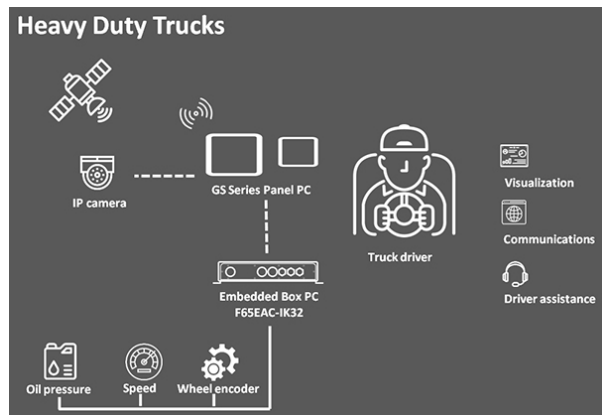 Heavy Duty Trucks
IP camera
GS Series Panel PC
Truck driver
Visualization
Communications
Driver assistance
Embedded Box PC
F65EAC-IK32
Oil pressure
Speed
Wheel encoder